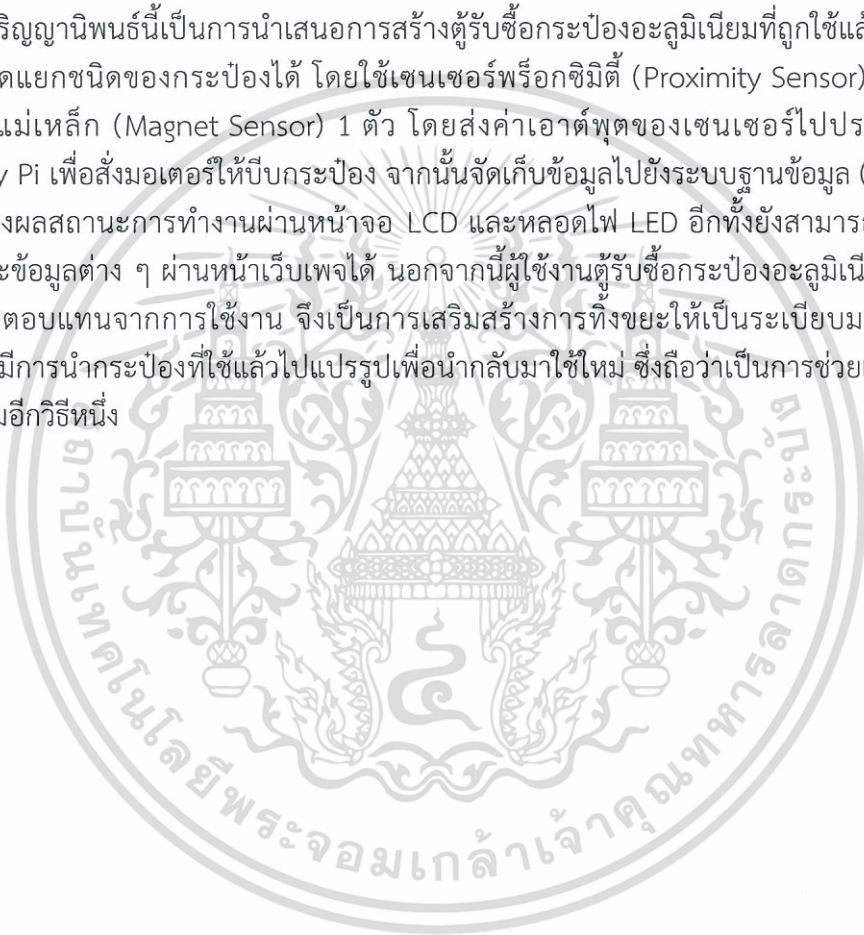 ริญญานิพนธ์นี้เป็นการนำเสนอการสร้างตู้รับซื้อกระป๋องอะลูมิเนียมที่ถูกใช้แล้
ดแยกชนิดของกระป๋องได้ โดยใช้เซนเซอร์พร็อกซิมิตี้ (Proximity Sensor)
แม่เหล็ก (Magnet Sensor) 1 ตัว โดยส่งค่าเอาต์พุตของเซนเซอร์ไปปร
y Pi เพื่อสั่งมอเตอร์ให้บีบกระป๋อง จากนั้นจัดเก็บข้อมูลไปยังระบบฐานข้อมูล (
งผลสถานะการทำงานผ่านหน้าจอ LCD และหลอดไฟ LED อีกทั้งยังสามาร
ะข้อมูลต่าง ๆ ผ่านหน้าเว็บเพจได้ นอกจากนี้ผู้ใช้งานตู้รับซื้อกระป๋องอะลูมิเนี
ตอบแทนจากการใช้งาน จึงเป็นการเสริมสร้างการทิ้งขยะให้เป็นระเบียบม
มีการนำกระป๋องที่ใช้แล้วไปแปรรูปเพื่อนำกลับมาใช้ใหม่ ซึ่งถือว่าเป็นการช่วย
มอีกวิธีหนึ่ง
สถาบันเทคโนโลยีพระจอมเกล้าเจ้าคุณทหารลาดกระบัง